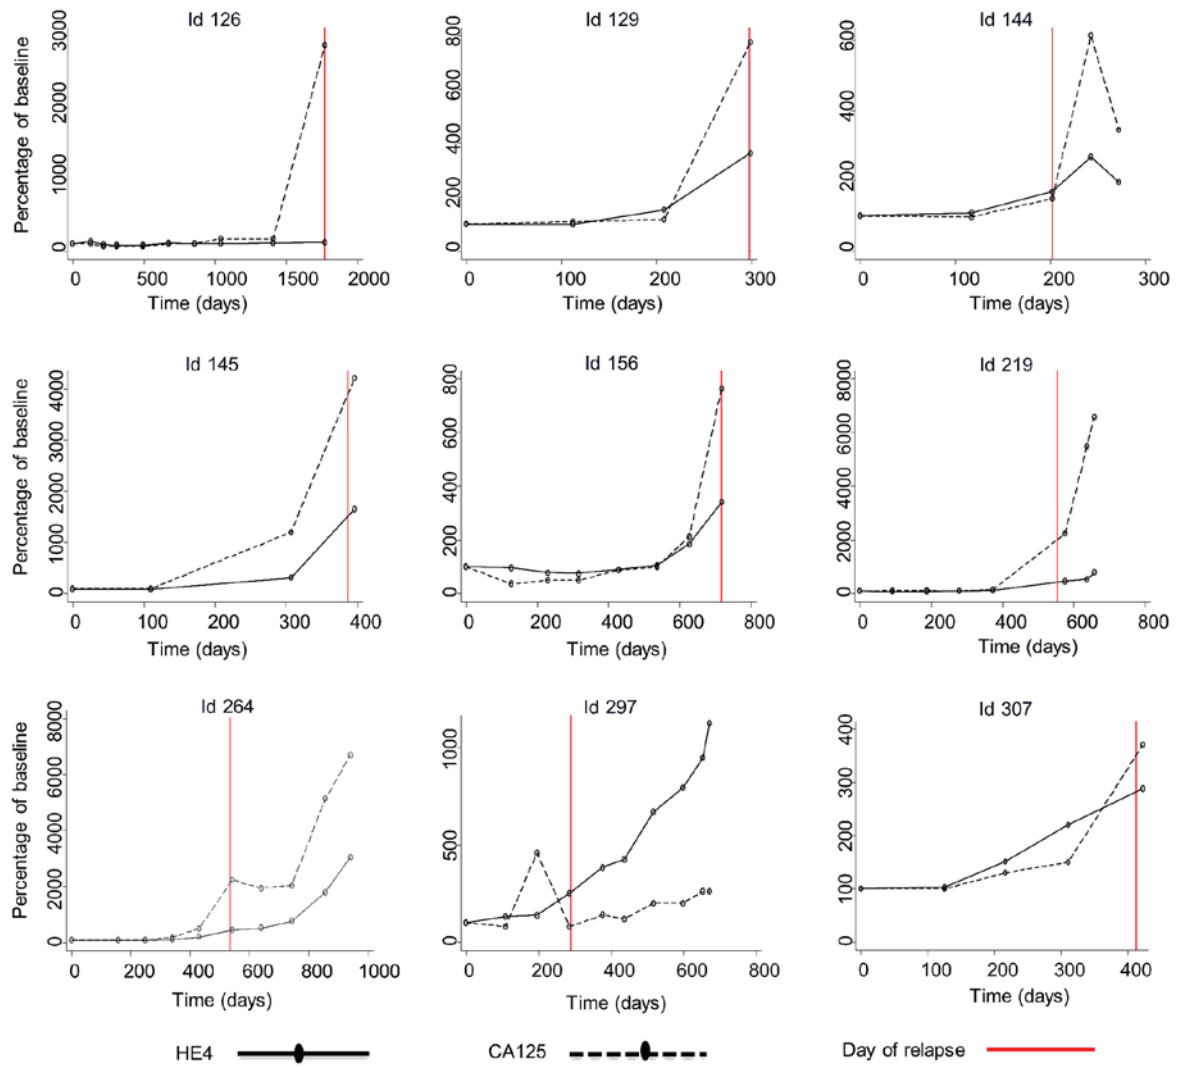 Id 126
Percentage of baseline
3000
2000
1000
0
0 500 1000 1500 2000
Time (days)
Id 129
800
600
400
200
0
0 100 200 300
Time (days)
Id 144
600
400
200
0
0 100 200 300
Time (days)
Id 145
Percentage of baseline
4000
3000
2000
1000
0
0 100 200 300 400
Time (days)
Id 156
800
600
400
200
0
0 200 400 600 800
Time (days)
Id 219
8000
6000
4000
2000
0
0 200 400 600 800
Time (days)
Id 264
Percentage of baseline
8000
6000
4000
2000
0
0 200 400 600 800 1000
Time (days)
Id 297
1000
500
0
0 200 400 600 800
Time (days)
Id 307
400
300
200
100
0
0 100 200 300 400
Time (days)
HE4
CA125
Day of relapse